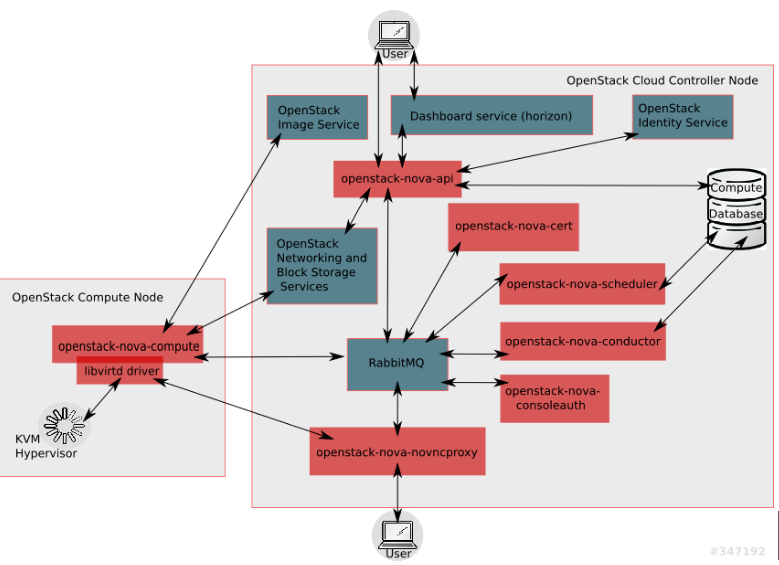 User
OpenStack Cloud Controller Node
OpenStack
Image Service
Dashboard service (horizon)
OpenStack
Identity Service
openstack-nova-api
Compute
Database
openstack-nova-cert
OpenStack
Networking and
Block Storage
Services
openstack-nova-scheduler
OpenStack Compute Node
openstack-nova-compute
libvirtd driver
openstack-nova-conductor
RabbitMQ
openstack-nova-
consoleauth
KVM
Hypervisor
openstack-nova-novncproxy
User
#347192